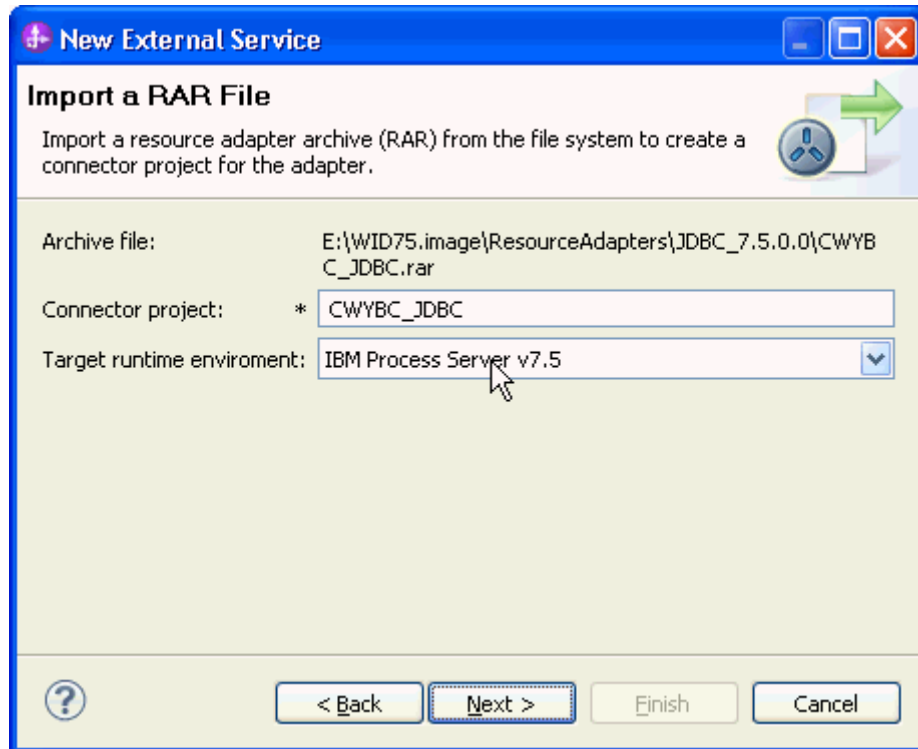 New External Service
Import a RAR File
Import a resource adapter archive (RAR) from the file system to create a
connector project for the adapter.
Archive file: E:\WID75.image\ResourceAdapters\JDBC_7.5.0.0\CWYB
C_JDBC.rar
Connector project: * CWYBC_JDBC
Target runtime enviroment: IBM Process Server v7.5
? < Back Next > Finish Cancel